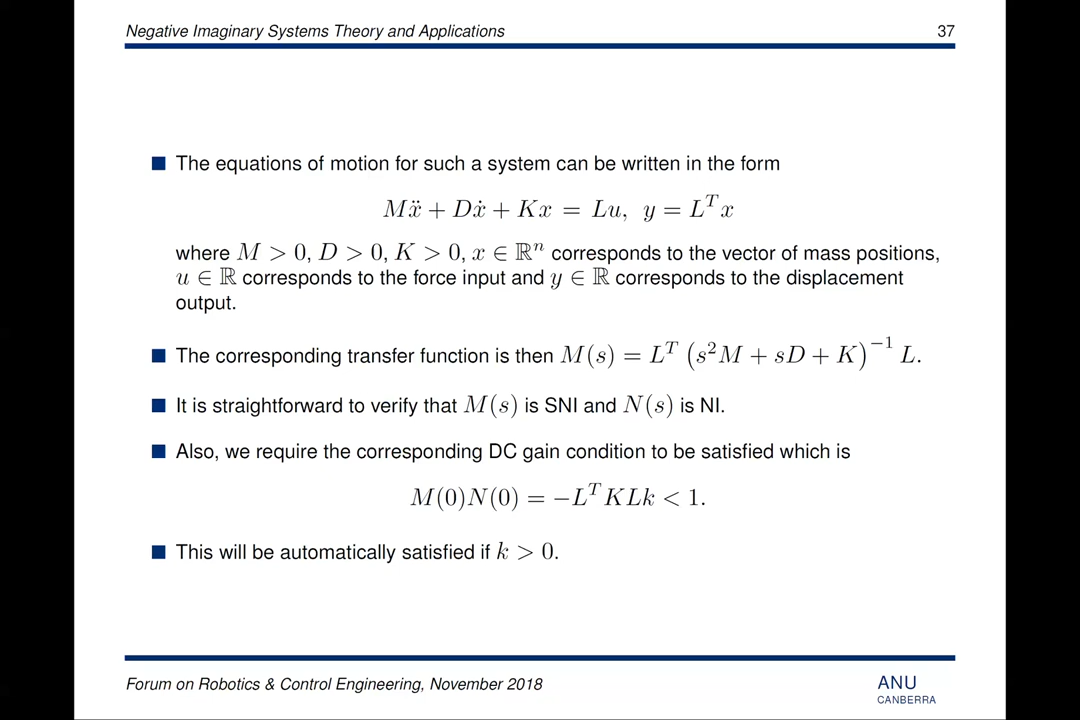 Negative Imaginary Systems Theory and Applications 37
■ The equations of motion for such a system can be written in the form
Mẍ + Dẋ + Kx = Lu, y = Lᵀx
where M > 0, D > 0, K > 0, x ∈ ℝⁿ corresponds to the vector of mass positions,
u ∈ ℝ corresponds to the force input and y ∈ ℝ corresponds to the displacement
output.
■ The corresponding transfer function is then M(s) = Lᵀ (s²M + sD + K)⁻¹ L.
■ It is straightforward to verify that M(s) is SNI and N(s) is NI.
■ Also, we require the corresponding DC gain condition to be satisfied which is
M(0)N(0) = −LᵀKLk < 1.
■ This will be automatically satisfied if k > 0.
Forum on Robotics & Control Engineering, November 2018
ANU
CANBERRA